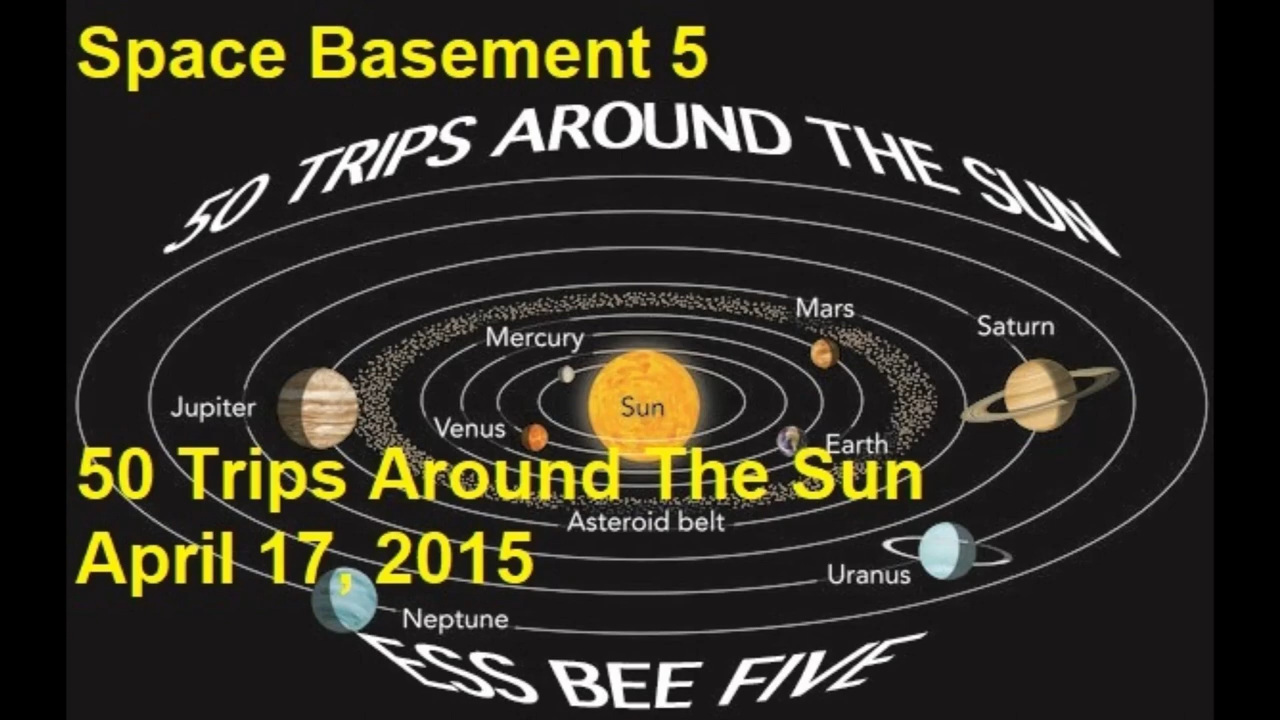 Space Basement 5
50 TRIPS AROUND THE SUN
Mars
Saturn
Mercury
Jupiter
Sun
Venus
Earth
50 Trips Around The Sun
Asteroid belt
April 17, 2015
Uranus
Neptune
ESS BEE FIVE